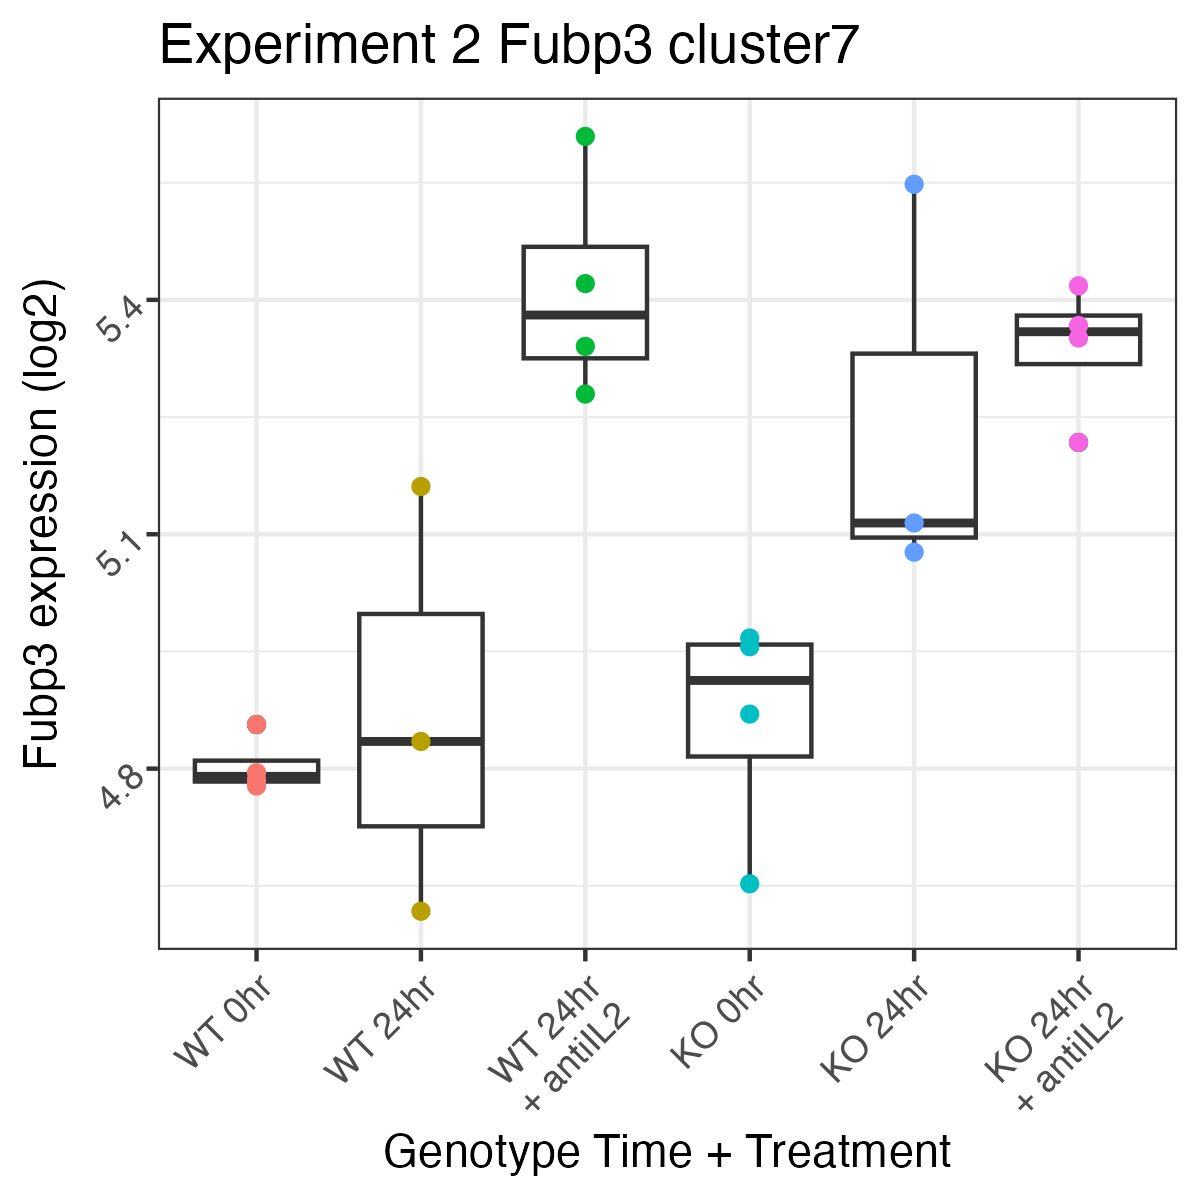 Experiment 2 Fubp3 cluster7
Fubp3 expression (log2)
5.4
5.1
4.8
WT 0hr
WT 24hr
WT 24hr
+ antiIL2
KO 0hr
KO 24hr
KO 24hr
+ antiIL2
Genotype Time + Treatment